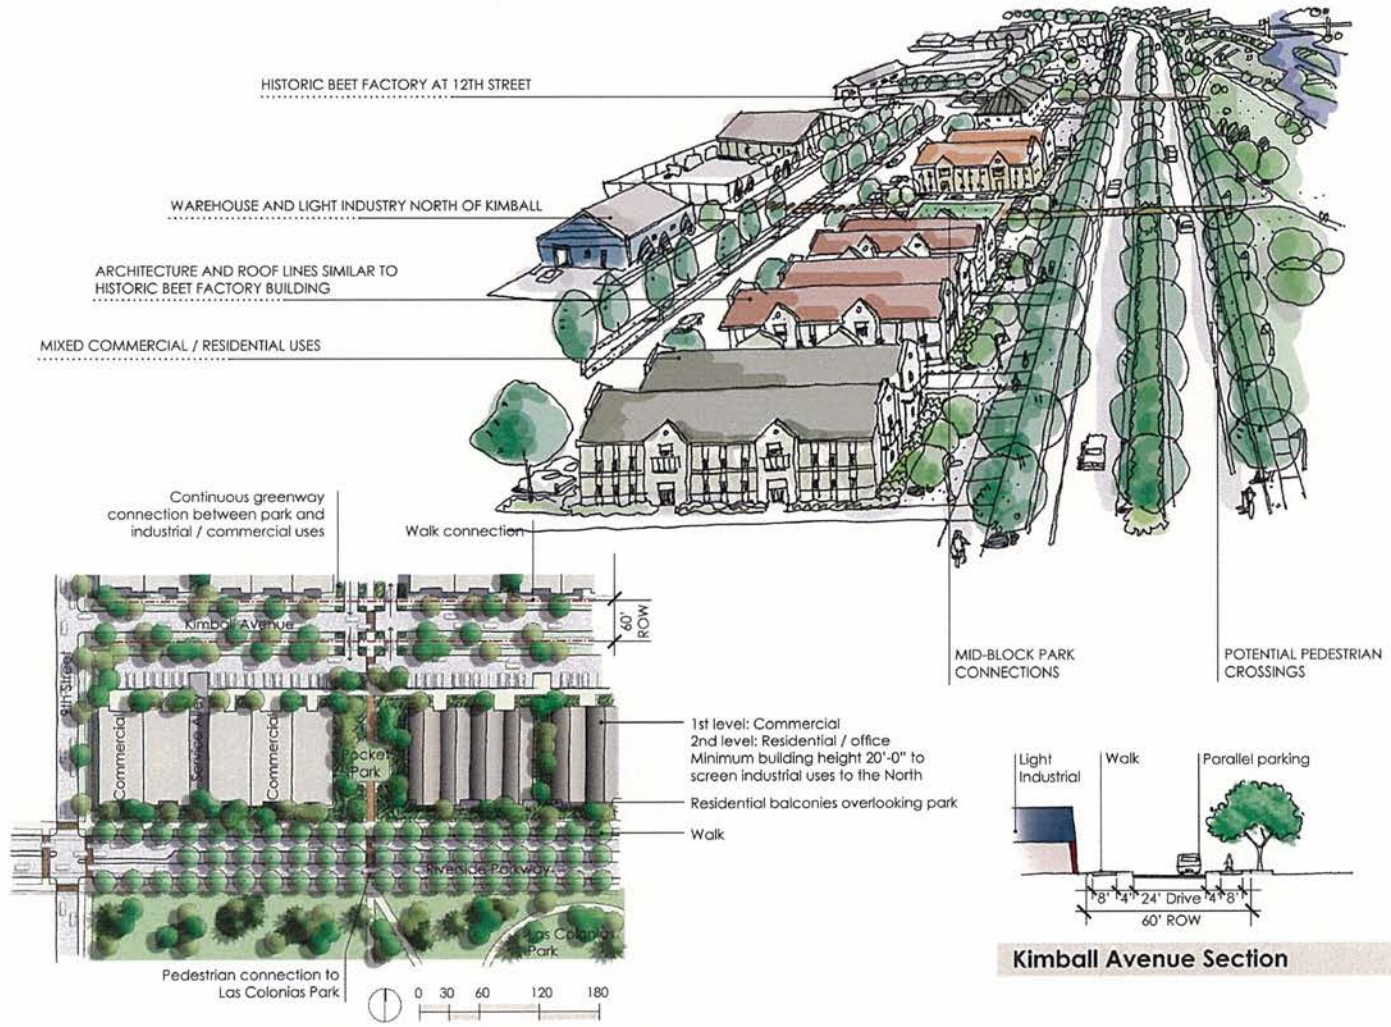 HISTORIC BEET FACTORY AT 12TH STREET
WAREHOUSE AND LIGHT INDUSTRY NORTH OF KIMBALL
ARCHITECTURE AND ROOF LINES SIMILAR TO
HISTORIC BEET FACTORY BUILDING
MIXED COMMERCIAL / RESIDENTIAL USES
Continuous greenway
connection between park and
industrial / commercial uses
Walk connection
Kimball Avenue
60'
ROW
9th Street
Commercial
Service Alley
Commercial
Pocket
Park
Riverside Parkway
Las Colonias
Park
Pedestrian connection to
Las Colonias Park
0 30 60 120 180
1st level: Commercial
2nd level: Residential / office
Minimum building height 20'-0" to
screen industrial uses to the North
Residential balconies overlooking park
Walk
MID-BLOCK PARK
CONNECTIONS
POTENTIAL PEDESTRIAN
CROSSINGS
Light
Industrial
Walk
Parallel parking
8' 4' 24' Drive 4' 8'
60' ROW
Kimball Avenue Section